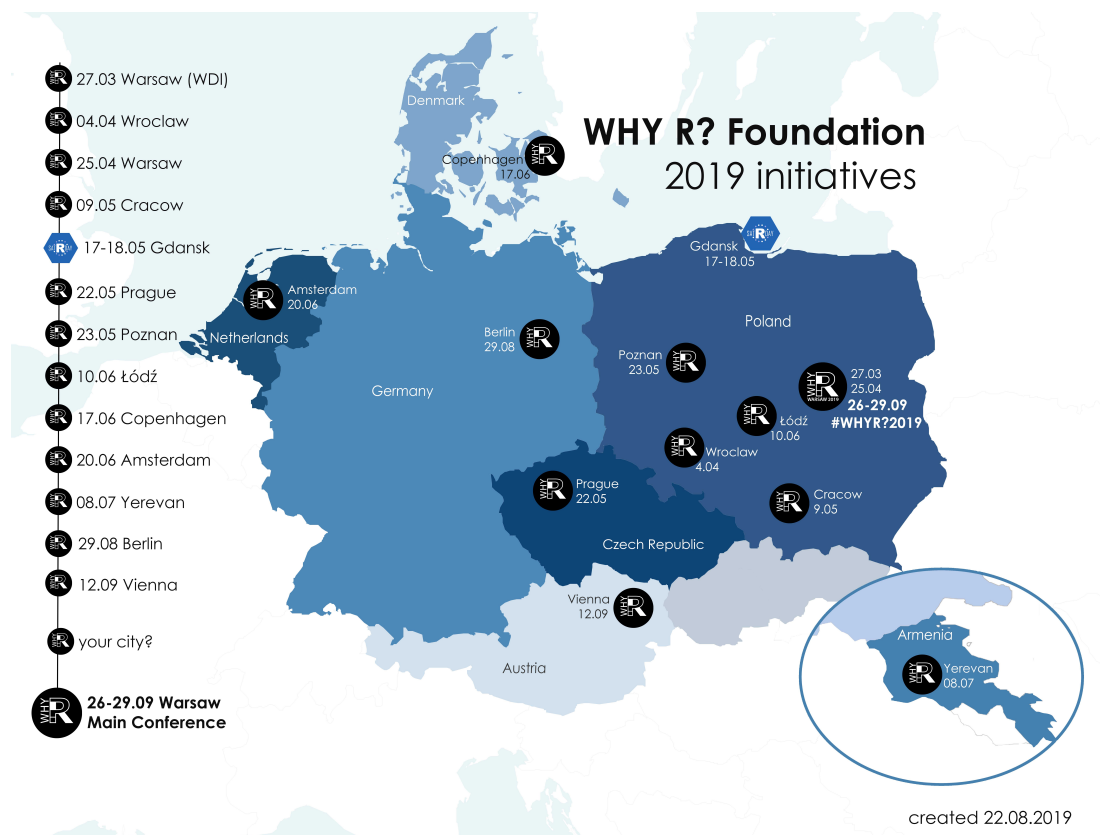 WHY R? Foundation
2019 initiatives
27.03 Warsaw (WDI)
04.04 Wroclaw
25.04 Warsaw
09.05 Cracow
17-18.05 Gdansk
22.05 Prague
23.05 Poznan
10.06 Łódź
17.06 Copenhagen
20.06 Amsterdam
08.07 Yerevan
29.08 Berlin
12.09 Vienna
your city?
26-29.09 Warsaw
Main Conference
Denmark
Copenhagen
17.06
WHY R
Gdansk
17-18.05
Amsterdam
20.06
Netherlands
Berlin
29.08
Germany
Poland
Poznan
23.05
27.03
25.04
26-29.09
#WHYR?2019
WHY R
WARSAW 2019
Łódź
10.06
Wroclaw
4.04
Prague
22.05
Cracow
9.05
Czech Republic
Vienna
12.09
Austria
Armenia
Yerevan
08.07
created 22.08.2019